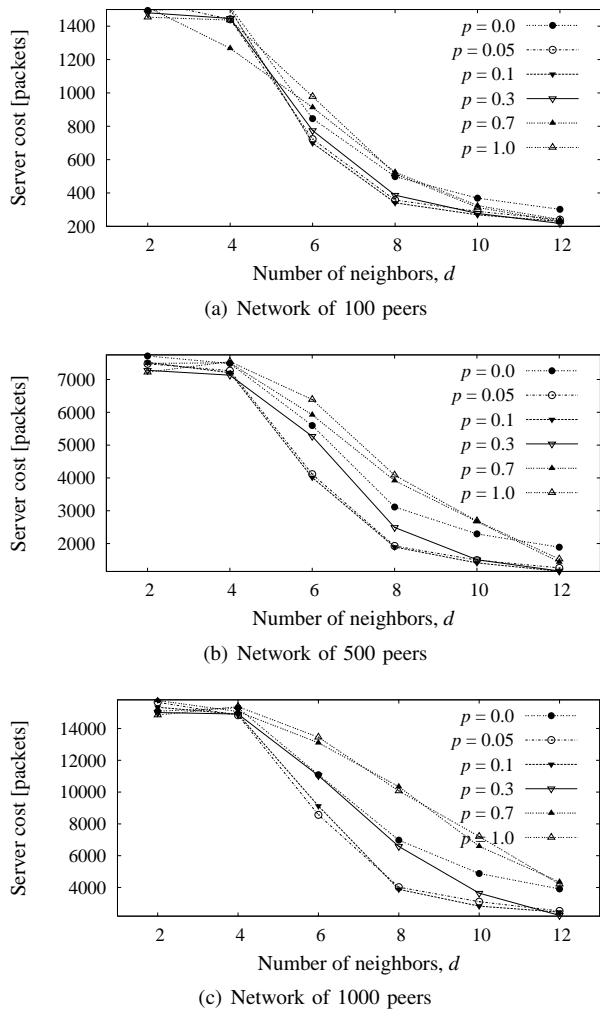 1400
1200
1000
800
600
400
200
Server cost [packets]
p = 0.0
p = 0.05
p = 0.1
p = 0.3
p = 0.7
p = 1.0
2 4 6 8 10 12
Number of neighbors, d
(a) Network of 100 peers
7000
6000
5000
4000
3000
2000
Server cost [packets]
p = 0.0
p = 0.05
p = 0.1
p = 0.3
p = 0.7
p = 1.0
2 4 6 8 10 12
Number of neighbors, d
(b) Network of 500 peers
14000
12000
10000
8000
6000
4000
Server cost [packets]
p = 0.0
p = 0.05
p = 0.1
p = 0.3
p = 0.7
p = 1.0
2 4 6 8 10 12
Number of neighbors, d
(c) Network of 1000 peers